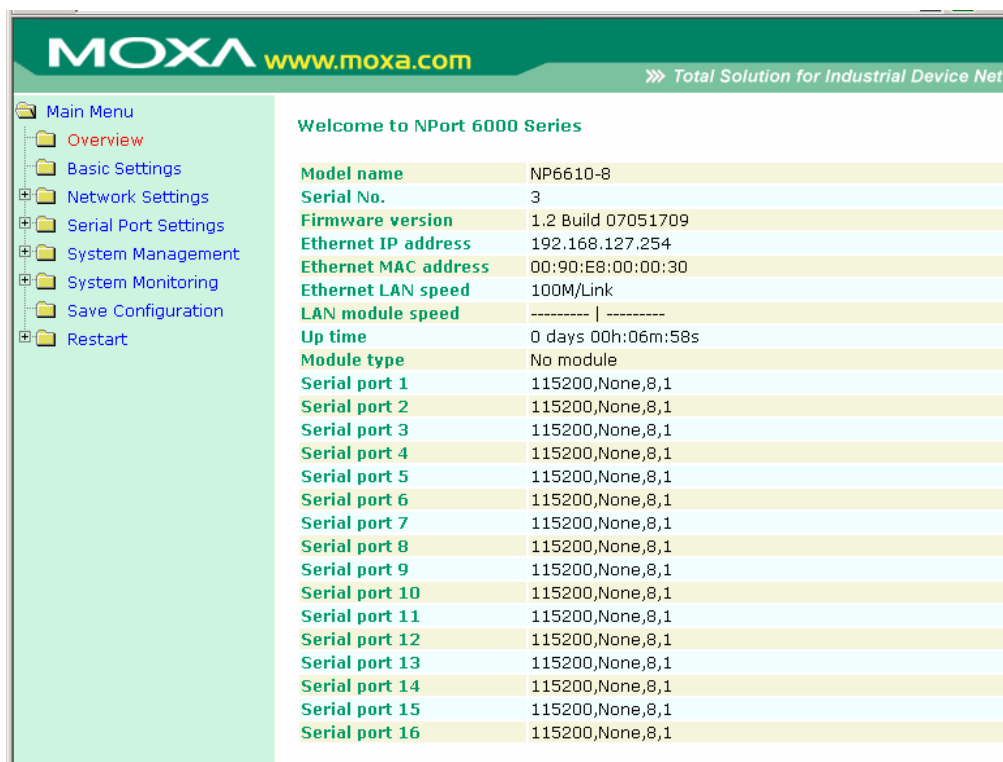 MOXA www.moxa.com
Total Solution for Industrial Device Net
Main Menu
Overview
Basic Settings
Network Settings
Serial Port Settings
System Management
System Monitoring
Save Configuration
Restart
Welcome to NPort 6000 Series
Model name NP6610-8
Serial No. 3
Firmware version 1.2 Build 07051709
Ethernet IP address 192.168.127.254
Ethernet MAC address 00:90:E8:00:00:30
Ethernet LAN speed 100M/Link
LAN module speed --------- | ---------
Up time 0 days 00h:06m:58s
Module type No module
Serial port 1 115200,None,8,1
Serial port 2 115200,None,8,1
Serial port 3 115200,None,8,1
Serial port 4 115200,None,8,1
Serial port 5 115200,None,8,1
Serial port 6 115200,None,8,1
Serial port 7 115200,None,8,1
Serial port 8 115200,None,8,1
Serial port 9 115200,None,8,1
Serial port 10 115200,None,8,1
Serial port 11 115200,None,8,1
Serial port 12 115200,None,8,1
Serial port 13 115200,None,8,1
Serial port 14 115200,None,8,1
Serial port 15 115200,None,8,1
Serial port 16 115200,None,8,1